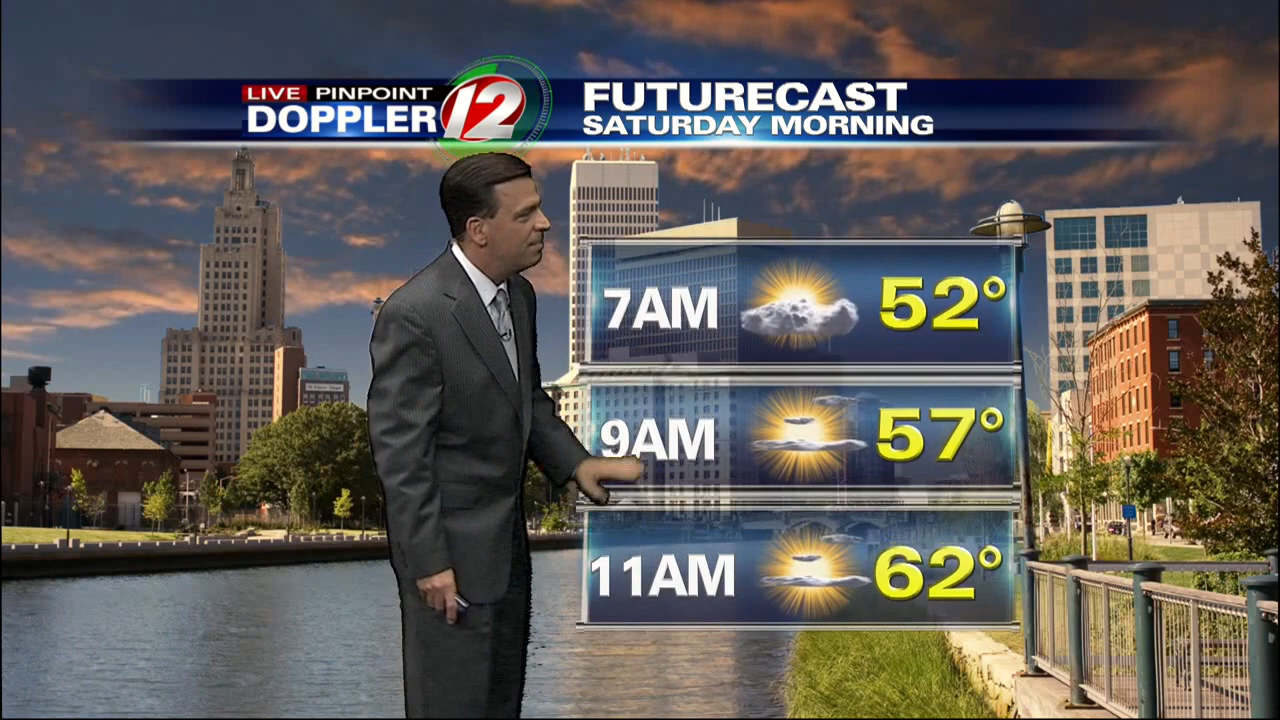 LIVE PINPOINT
DOPPLER 12
FUTURECAST
SATURDAY MORNING
7AM 52°
9AM 57°
11AM 62°